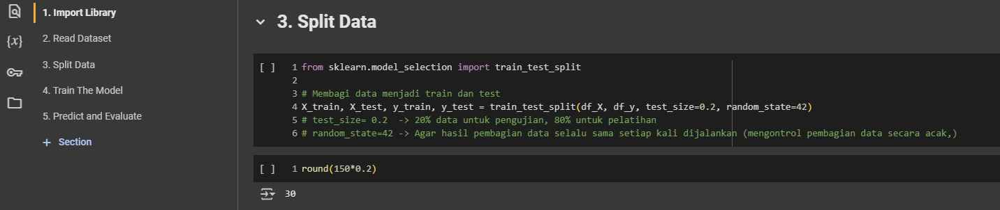 1. Import Library
2. Read Dataset
3. Split Data
4. Train The Model
5. Predict and Evaluate
+ Section
{x}
3. Split Data
[ ] 1 from sklearn.model_selection import train_test_split
2
3 # Membagi data menjadi train dan test
4 X_train, X_test, y_train, y_test = train_test_split(df_X, df_y, test_size=0.2, random_state=42)
5 # test_size= 0.2  -> 20% data untuk pengujian, 80% untuk pelatihan
6 # random_state=42 -> Agar hasil pembagian data selalu sama setiap kali dijalankan (mengontrol pembagian data secara acak,)
[ ] 1 round(150*0.2)
30